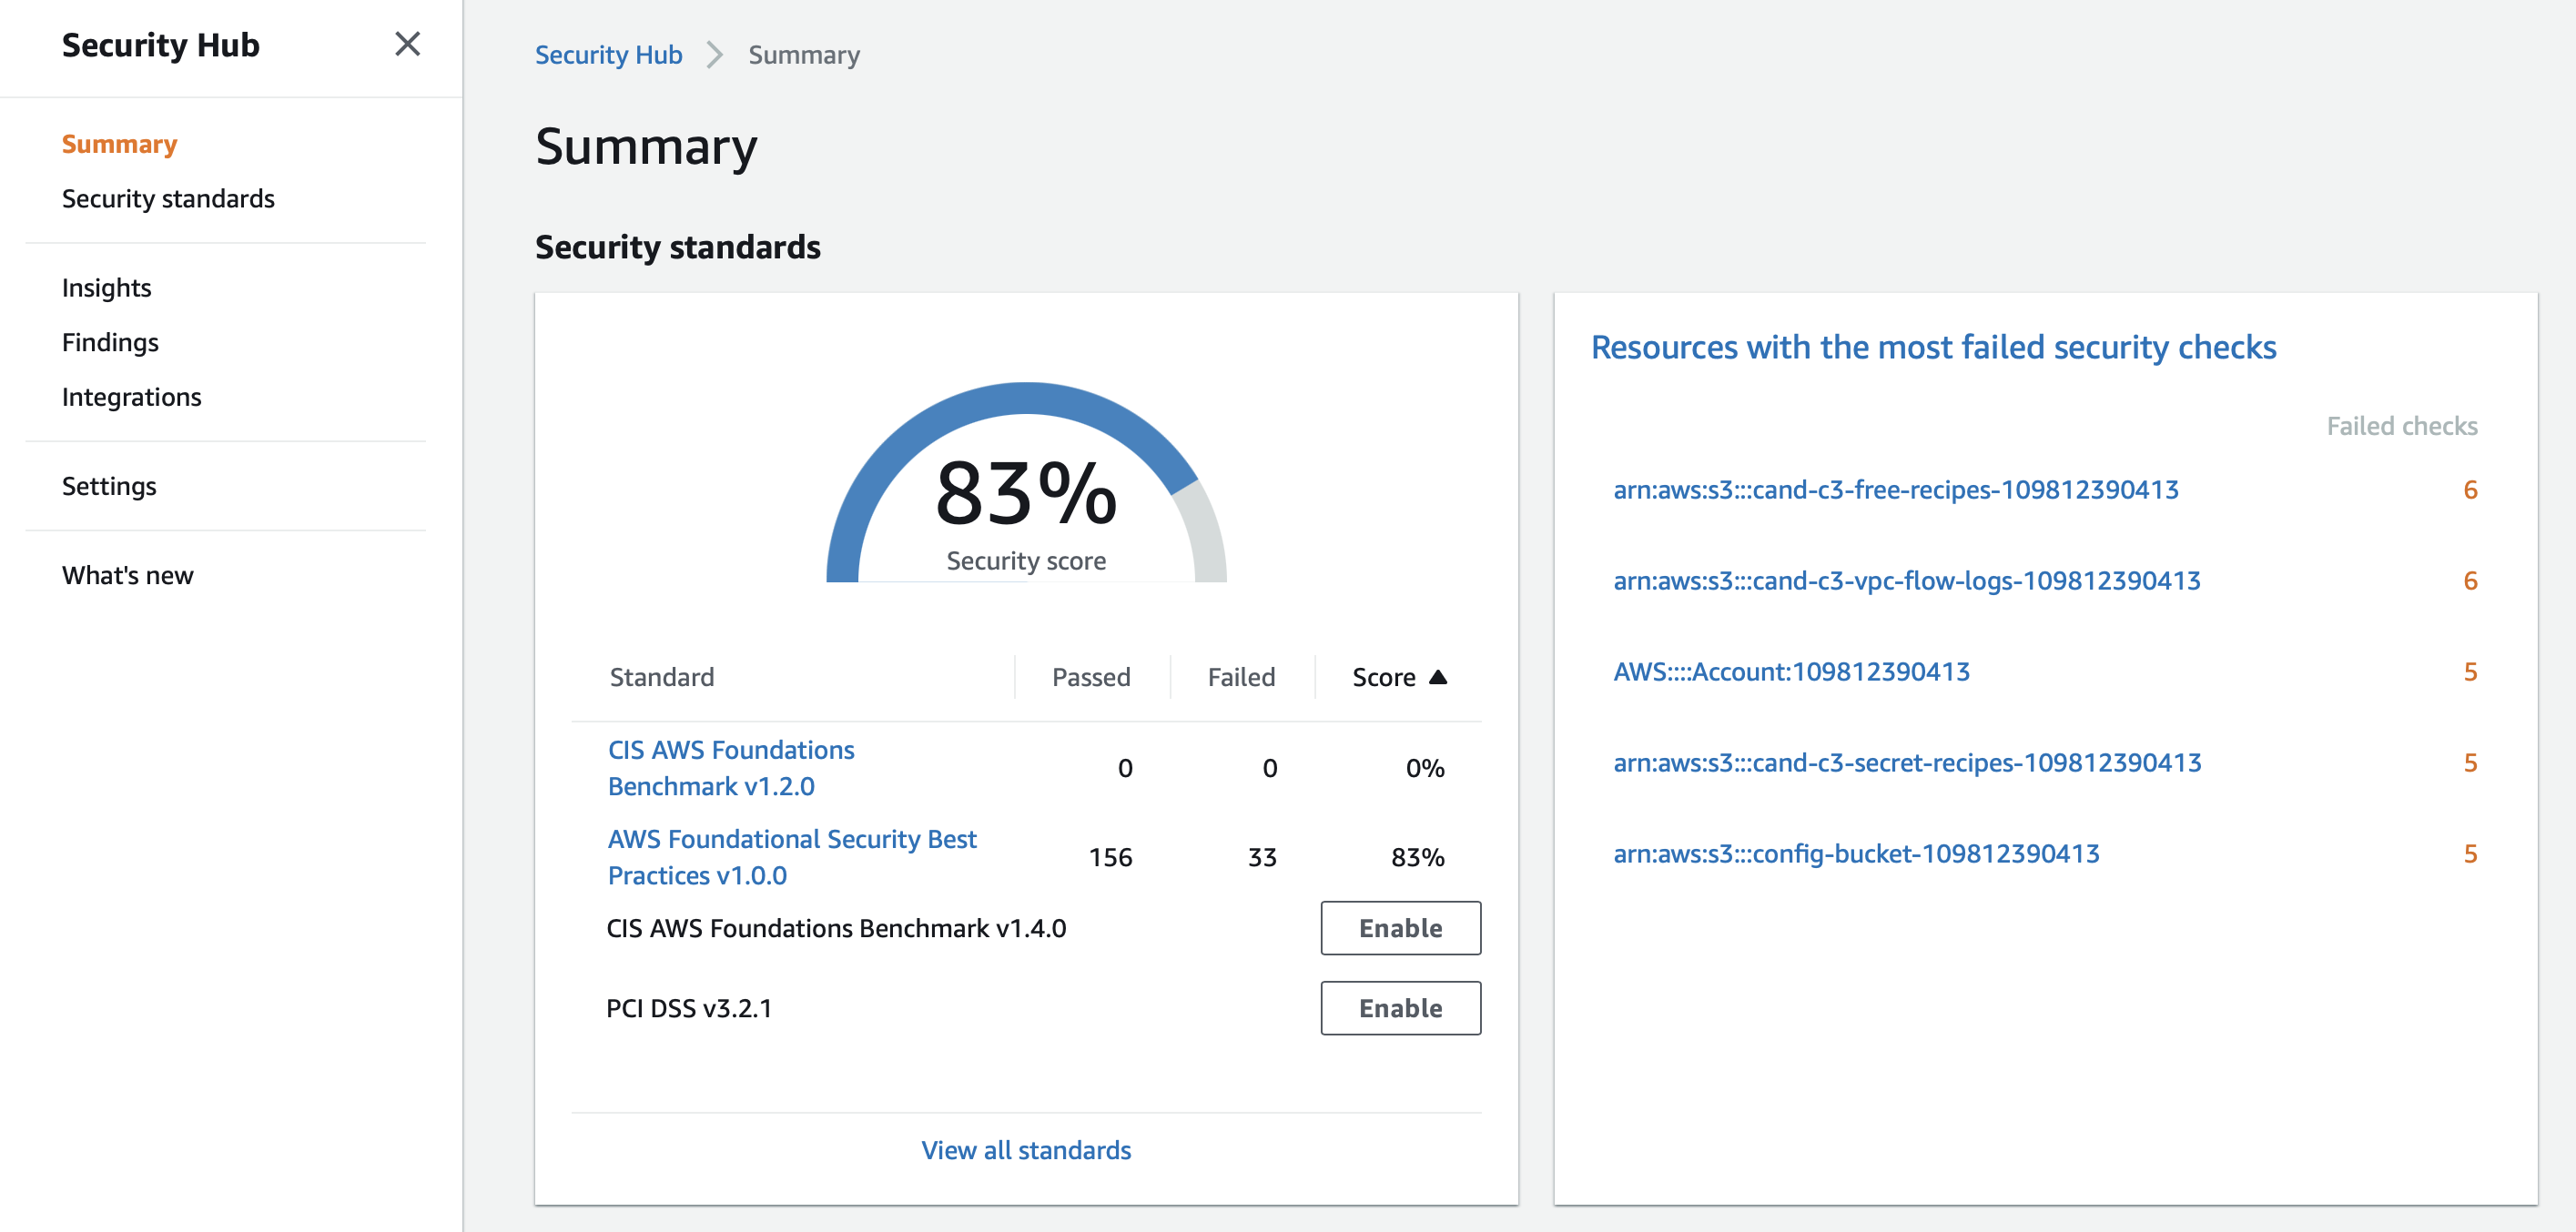 Security Hub
Summary
Security standards
Insights
Findings
Integrations
Settings
What's new
Security Hub > Summary
Summary
Security standards
83%
Security score
Standard Passed Failed Score
CIS AWS Foundations
Benchmark v1.2.0
0 0 0%
AWS Foundational Security Best
Practices v1.0.0
156 33 83%
CIS AWS Foundations Benchmark v1.4.0 Enable
PCI DSS v3.2.1 Enable
View all standards
Resources with the most failed security checks
Failed checks
arn:aws:s3:::cand-c3-free-recipes-109812390413 6
arn:aws:s3:::cand-c3-vpc-flow-logs-109812390413 6
AWS::::Account:109812390413 5
arn:aws:s3:::cand-c3-secret-recipes-109812390413 5
arn:aws:s3:::config-bucket-109812390413 5